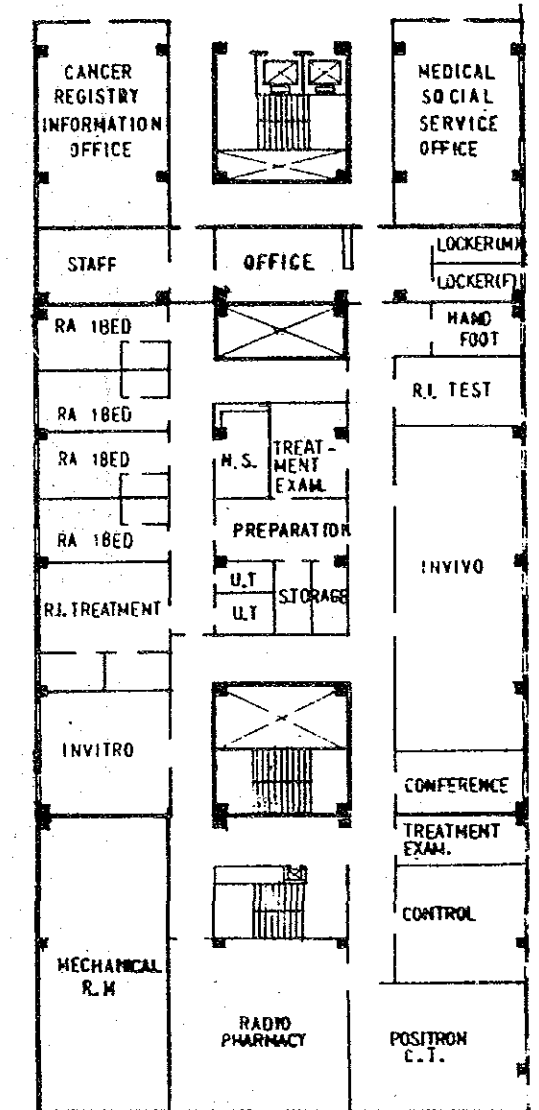 CANCER
REGISTRY
INFORMATION
OFFICE
MEDICAL
SOCIAL
SERVICE
OFFICE
STAFF
OFFICE
LOCKER(M)
LOCKER(F)
HAND
FOOT
RA 1BED
R.I. TEST
RA 1BED
N.S.
TREAT-
MENT
EXAM.
RA 1BED
PREPARATION
RA 1BED
INVIVO
U.T
STORAGE
U.T
R.I. TREATMENT
INVITRO
CONFERENCE
TREATMENT
EXAM.
CONTROL
MECHANICAL
R.M
RADIO
PHARMACY
POSITRON
C.T.